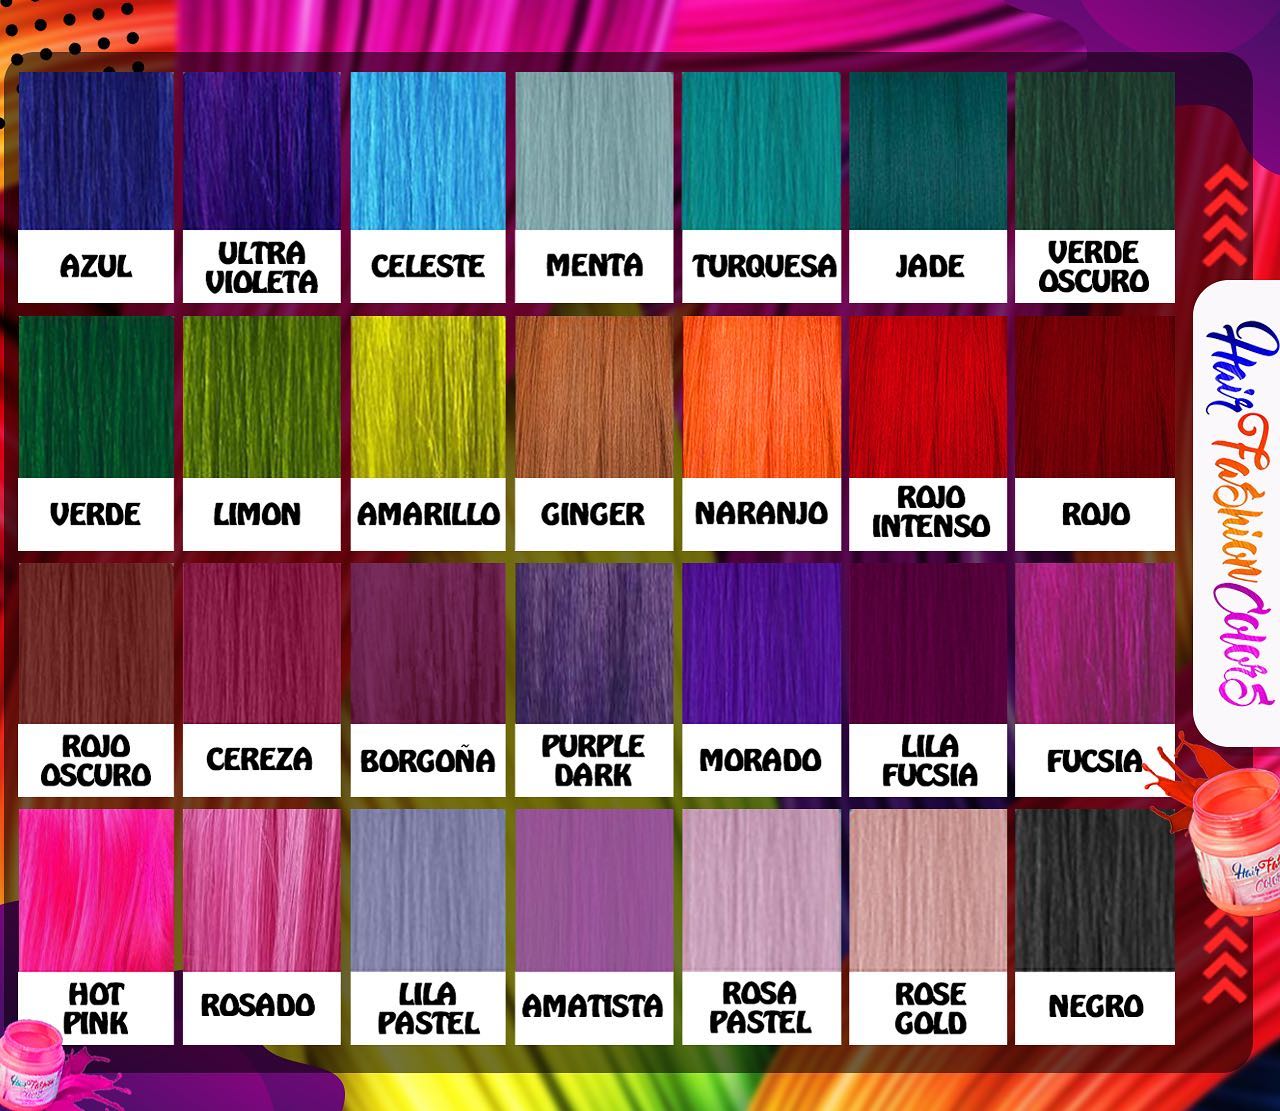 AZUL
ULTRA
VIOLETA
CELESTE
MENTA
TURQUESA
JADE
VERDE
OSCURO
VERDE
LIMON
AMARILLO
GINGER
NARANJO
ROJO
INTENSO
ROJO
ROJO
OSCURO
CEREZA
BORGOÑA
PURPLE
DARK
MORADO
LILA
FUCSIA
FUCSIA
HOT
PINK
ROSADO
LILA
PASTEL
AMATISTA
ROSA
PASTEL
ROSE
GOLD
NEGRO
Hair Fashion Colors